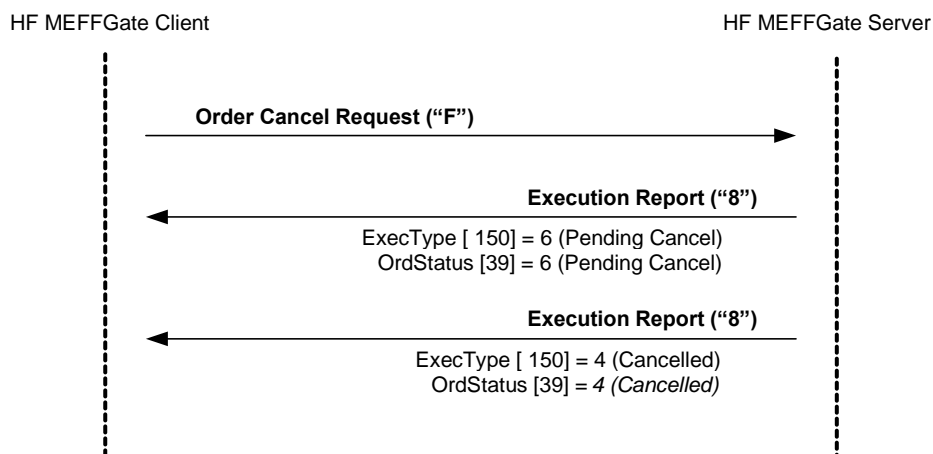 HF MEFFGate Client
HF MEFFGate Server
Order Cancel Request (“F”)
Execution Report (“8”)
ExecType [ 150] = 6 (Pending Cancel)
OrdStatus [39] = 6 (Pending Cancel)
Execution Report (“8”)
ExecType [ 150] = 4 (Cancelled)
OrdStatus [39] = 4 (Cancelled)